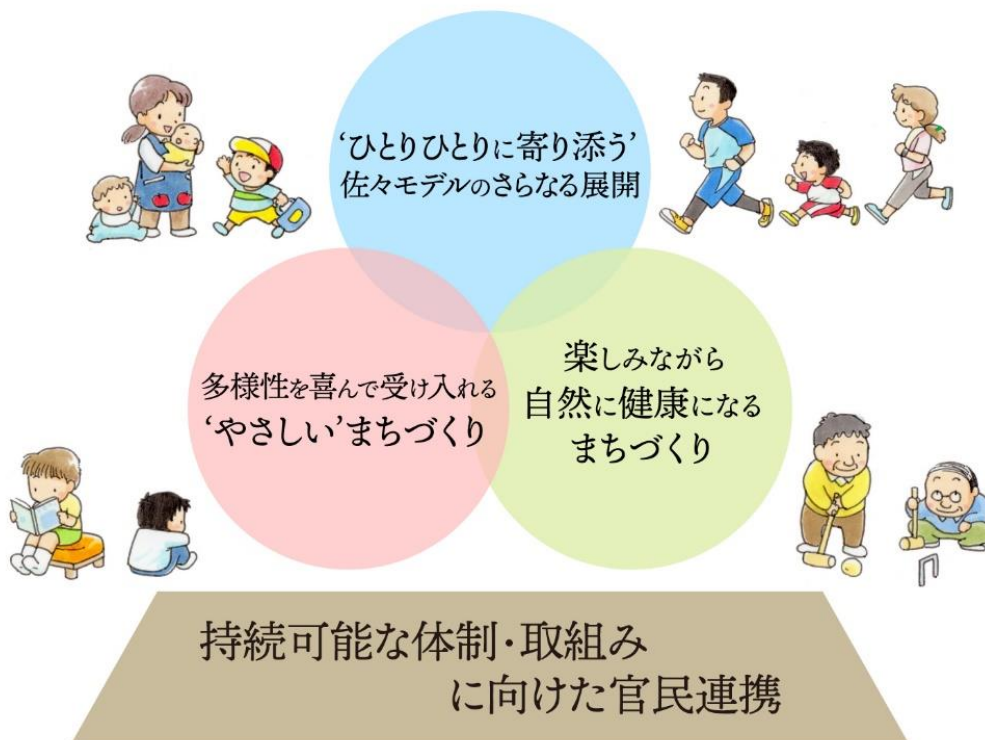 ‘ひとりひとりに寄り添う’
佐々モデルのさらなる展開
多様性を喜んで受け入れる
‘やさしい’まちづくり
楽しみながら
自然に健康になる
まちづくり
持続可能な体制・取組み
に向けた官民連携